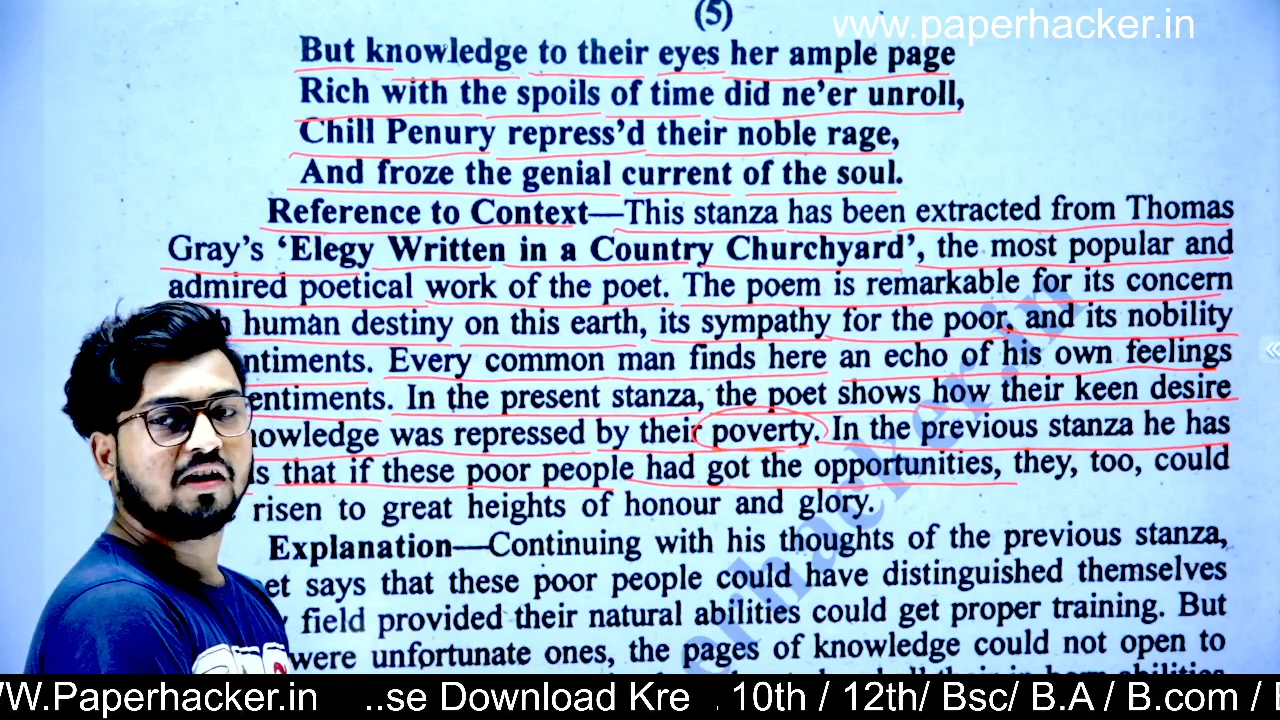 (5)
www.paperhacker.in
But knowledge to their eyes her ample page
Rich with the spoils of time did ne'er unroll,
Chill Penury repress'd their noble rage,
And froze the genial current of the soul.
Reference to Context—This stanza has been extracted from Thomas
Gray's 'Elegy Written in a Country Churchyard', the most popular and
admired poetical work of the poet. The poem is remarkable for its concern
human destiny on this earth, its sympathy for the poor, and its nobility
ntiments. Every common man finds here an echo of his own feelings
entiments. In the present stanza, the poet shows how their keen desire
nowledge was repressed by their poverty. In the previous stanza he has
ls that if these poor people had got the opportunities, they, too, could
risen to great heights of honour and glory.
Explanation—Continuing with his thoughts of the previous stanza,
et says that these poor people could have distinguished themselves
field provided their natural abilities could get proper training. But
were unfortunate ones, the pages of knowledge could not open to
abilities
W.Paperhacker.in ..se Download Kre . 10th / 12th/ Bsc/ B.A / B.com /